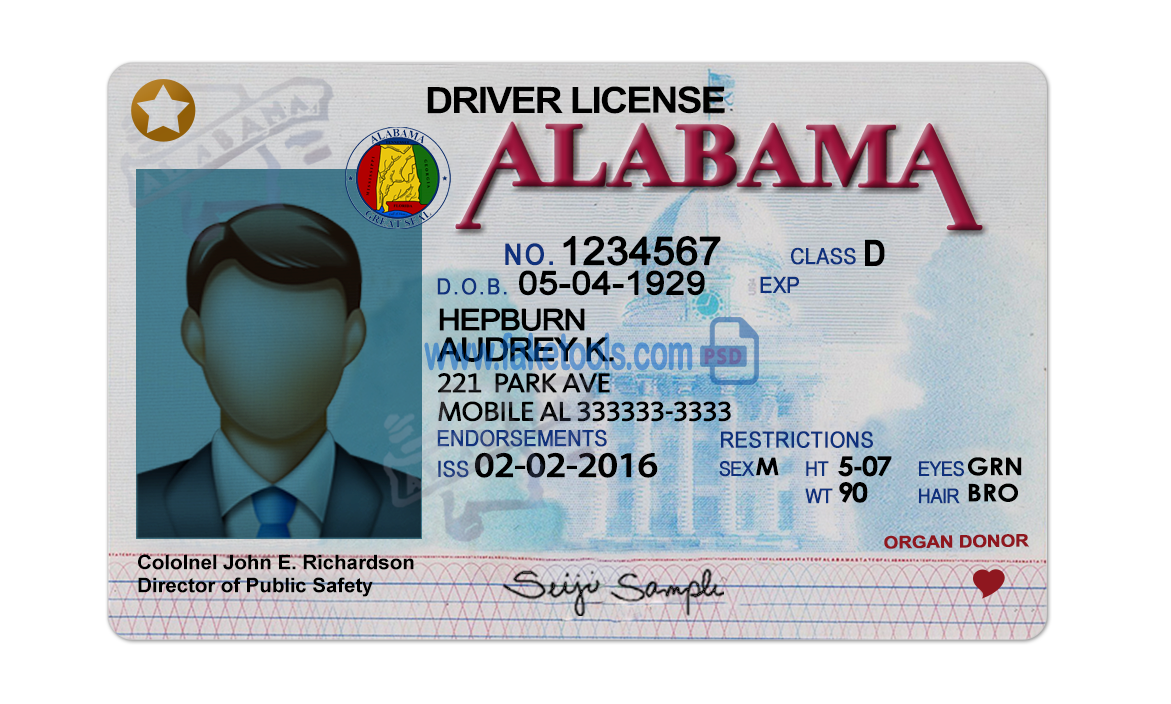 DRIVER LICENSE
ALABAMA
ALABAMA
ALABAMA
GREAT SEAL
NO. 1234567 CLASS D
D.O.B. 05-04-1929 EXP
HEPBURN
AUDREY K.
www.faketools.com PSD
221 PARK AVE
MOBILE AL 333333-3333
ENDORSEMENTS RESTRICTIONS
ISS 02-02-2016 SEX M HT 5-07 EYES GRN
WT 90 HAIR BRO
ORGAN DONOR
Cololnel John E. Richardson
Director of Public Safety
Seiji Sample